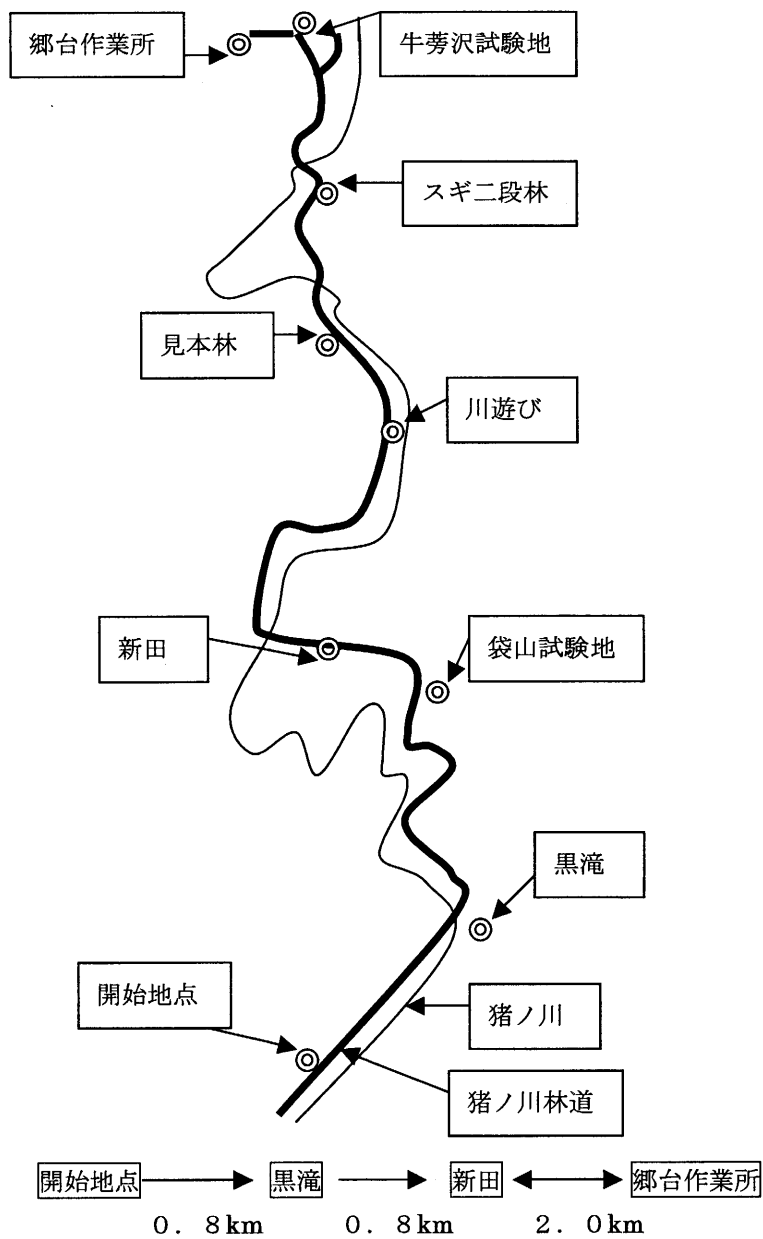 郷台作業所
牛蒡沢試験地
スギ二段林
見本林
川遊び
新田
袋山試験地
黒滝
開始地点
猪ノ川
猪ノ川林道
開始地点 黒滝 新田 郷台作業所
0.8km 0.8km 2.0km